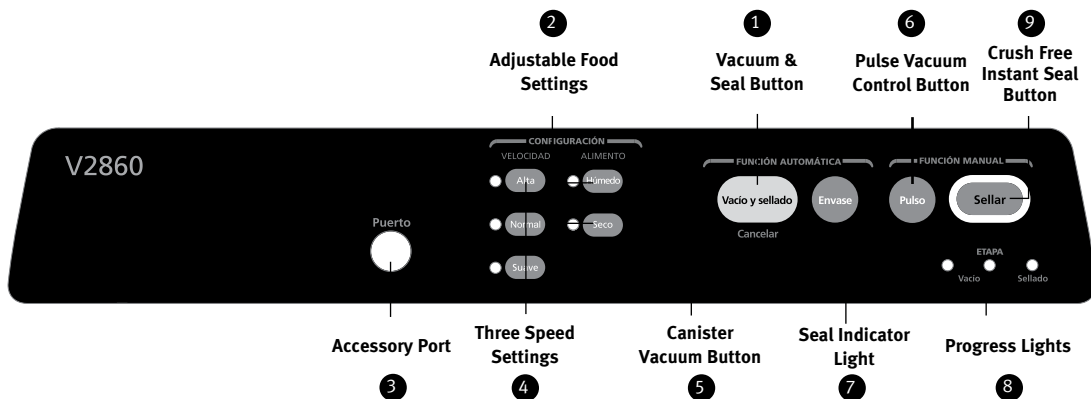 2
1
6
9
Adjustable Food
Settings
Vacuum &
Seal Button
Pulse Vacuum
Control Button
Crush Free
Instant Seal
Button
V2860
CONFIGURACIÓN
VELOCIDAD
ALIMENTO
Alta
Húmedo
Normal
Seco
Suave
Puerto
FUNCIÓN AUTOMÁTICA
Vacío y sellado
Envase
Cancelar
FUNCIÓN MANUAL
Pulso
Sellar
ETAPA
Vacío
Sellado
Accessory Port
Three Speed
Settings
Canister
Vacuum Button
Seal Indicator
Light
Progress Lights
3
4
5
7
8